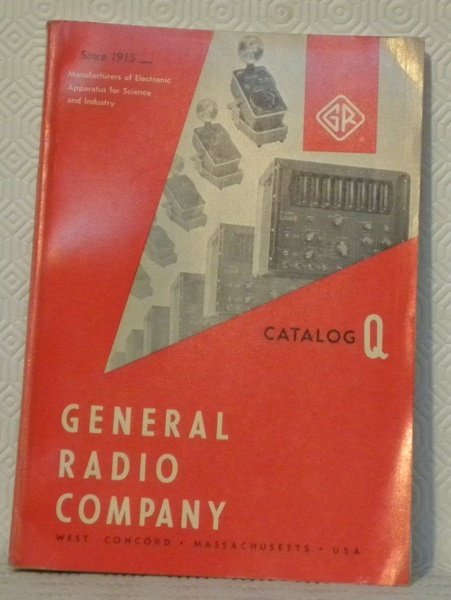 Since 1915
Manufacturers of Electronic
Apparatus for Science
and Industry
GR
CATALOG Q
GENERAL
RADIO
COMPANY
WEST CONCORD • MASSACHUSETTS • USA